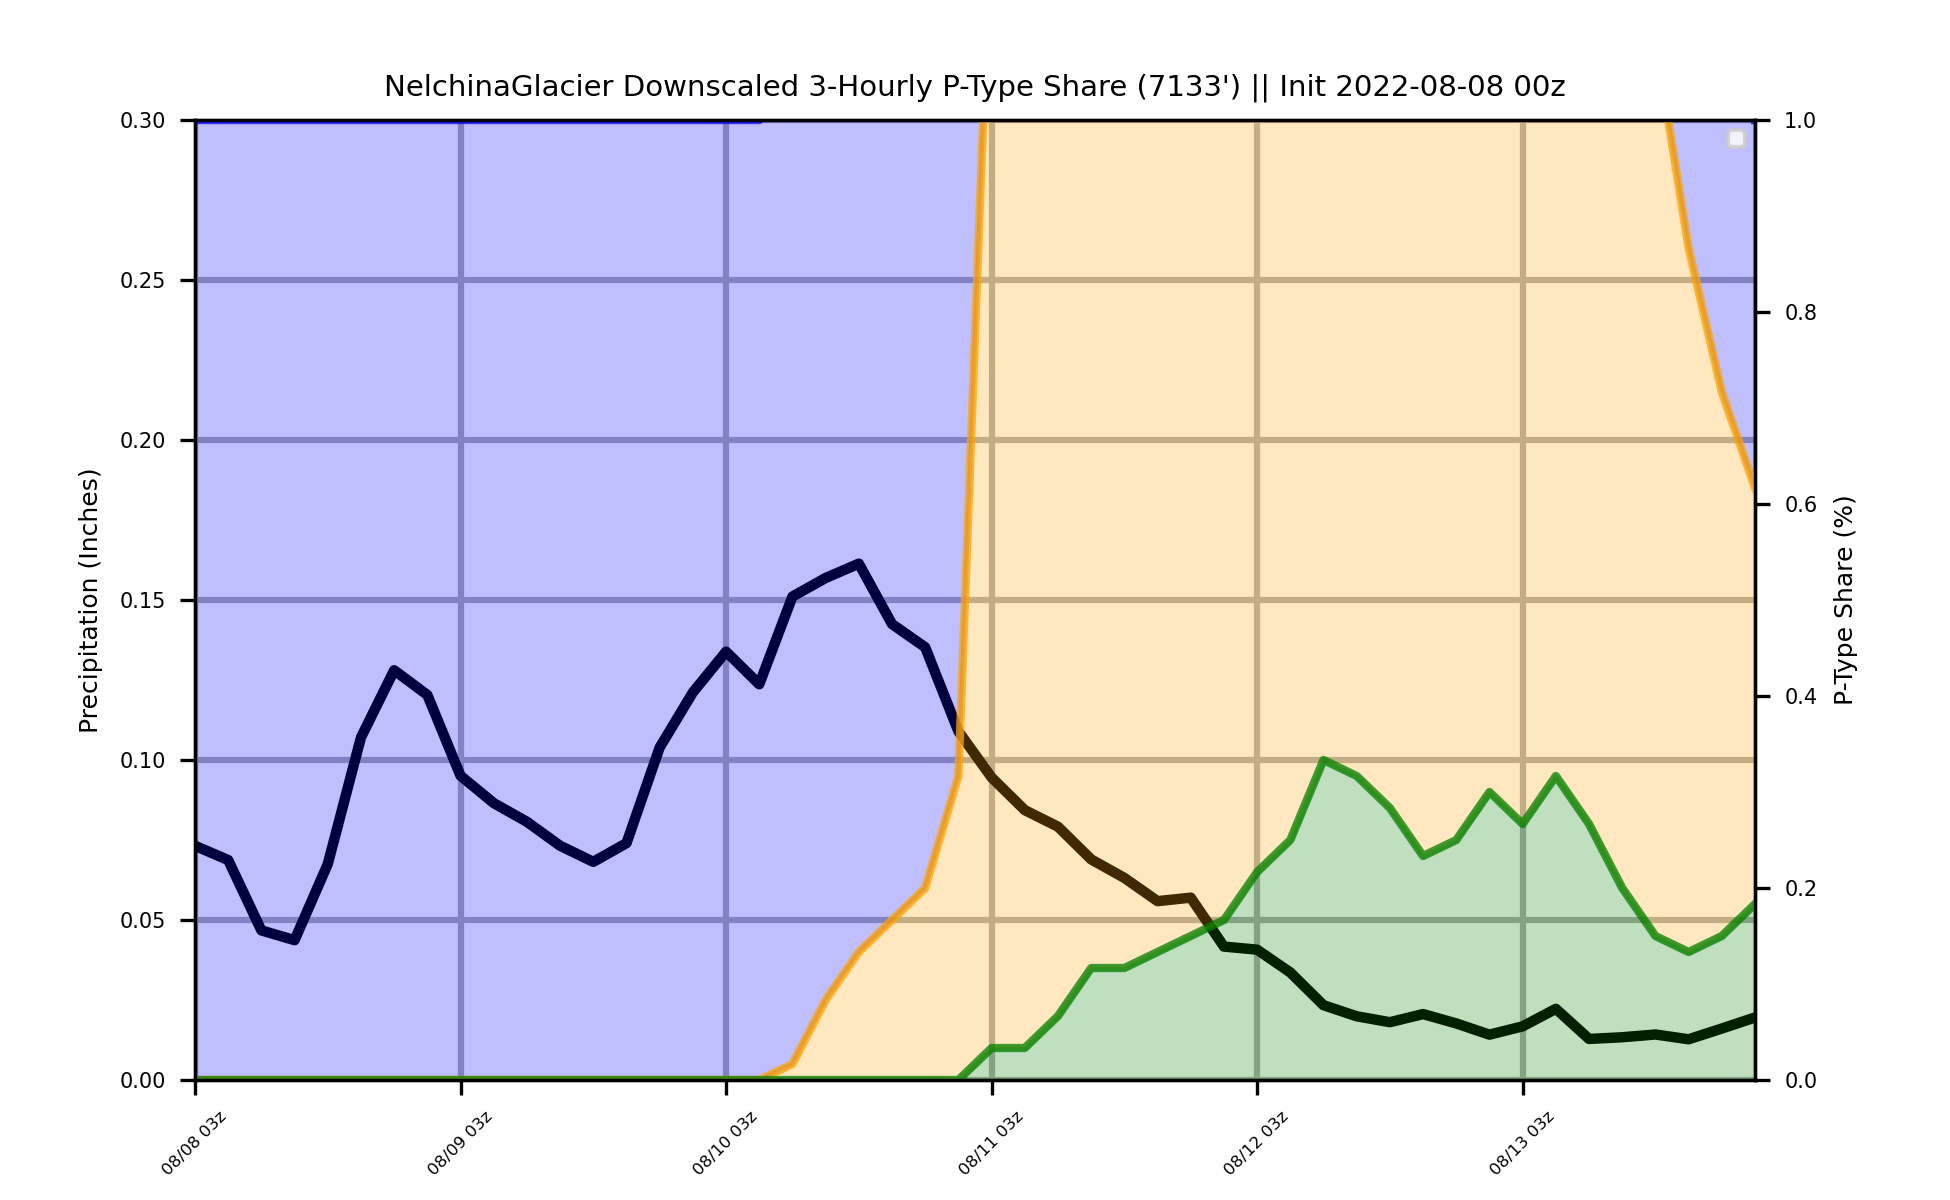 NelchinaGlacier Downscaled 3-Hourly P-Type Share (7133') || Init 2022-08-08 00z
0.30
0.25
0.20
0.15
0.10
0.05
0.00
Precipitation (Inches)
1.0
0.8
0.6
0.4
0.2
0.0
P-Type Share (%)
08/08 03z
08/09 03z
08/10 03z
08/11 03z
08/12 03z
08/13 03z